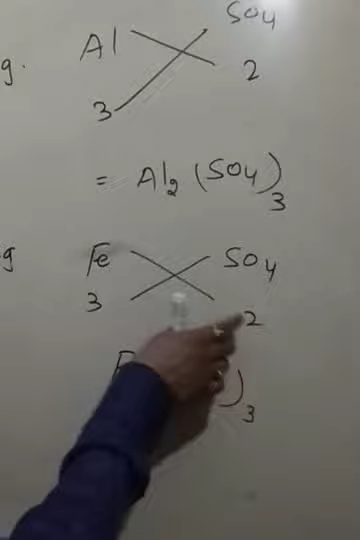 g. Al SO4
3 2
= Al2 (SO4)3
g Fe SO4
3 2
F )3